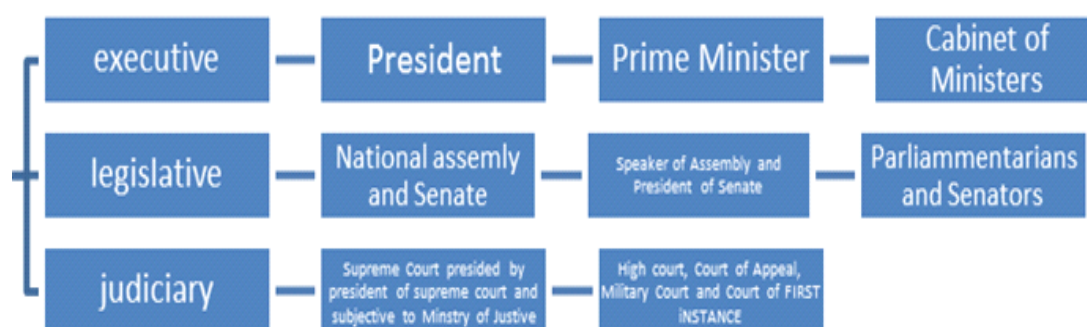 executive
President
Prime Minister
Cabinet of
Ministers
legislative
National assemly
and Senate
Speaker of Assembly and
President of Senate
Parliammentarians
and Senators
judiciary
Supreme Court presided by
president of supreme court and
subjective to Minstry of Justive
High court, Court of Appeal,
Military Court and Court of FIRST
iNSTANCE